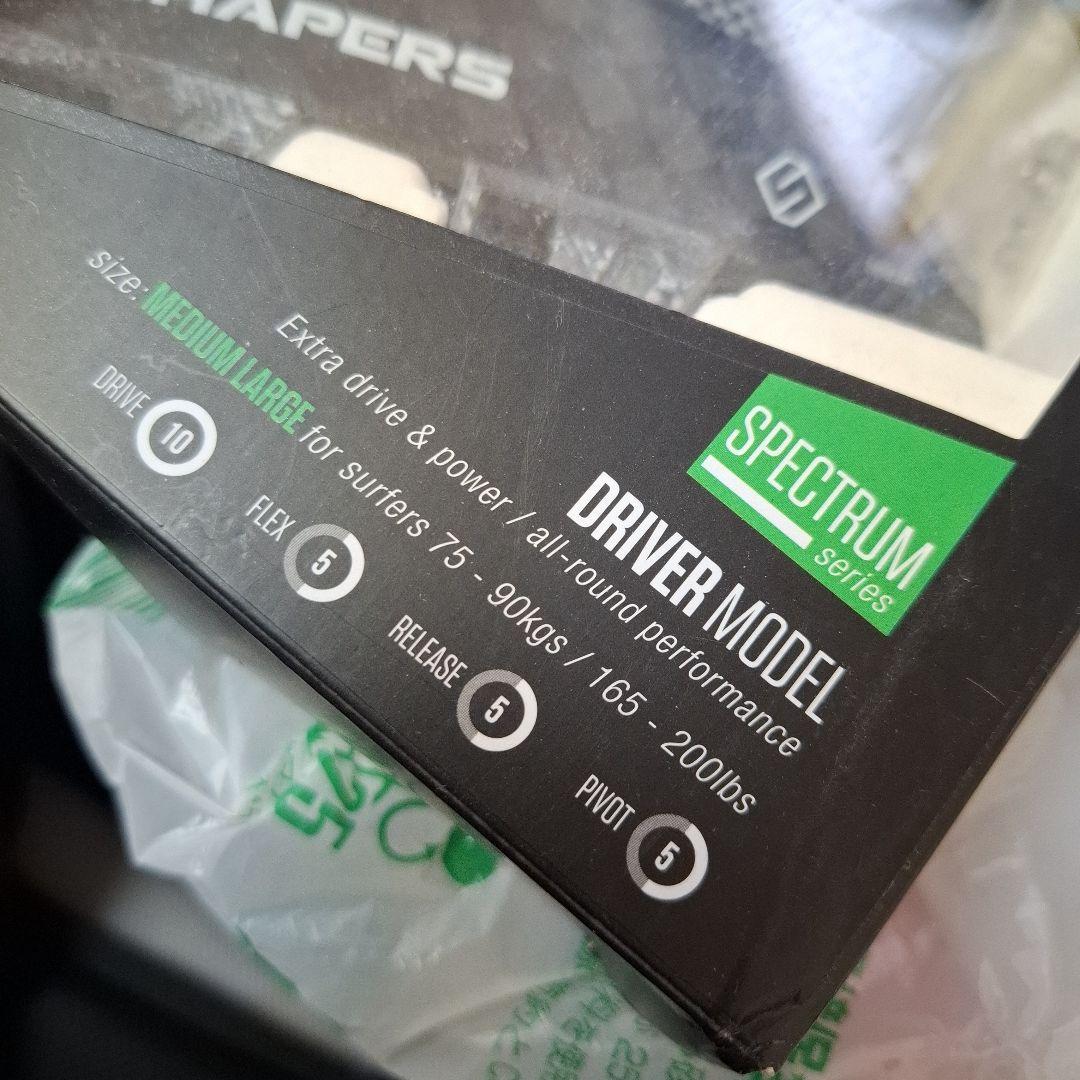 HAPERS
SPECTRUM
series
DRIVER MODEL
Extra drive & power / all-round performance
size: MEDIUM LARGE for surfers 75 - 90kgs / 165 - 200lbs
DRIVE 10
FLEX 5
RELEASE 5
PIVOT 5
25